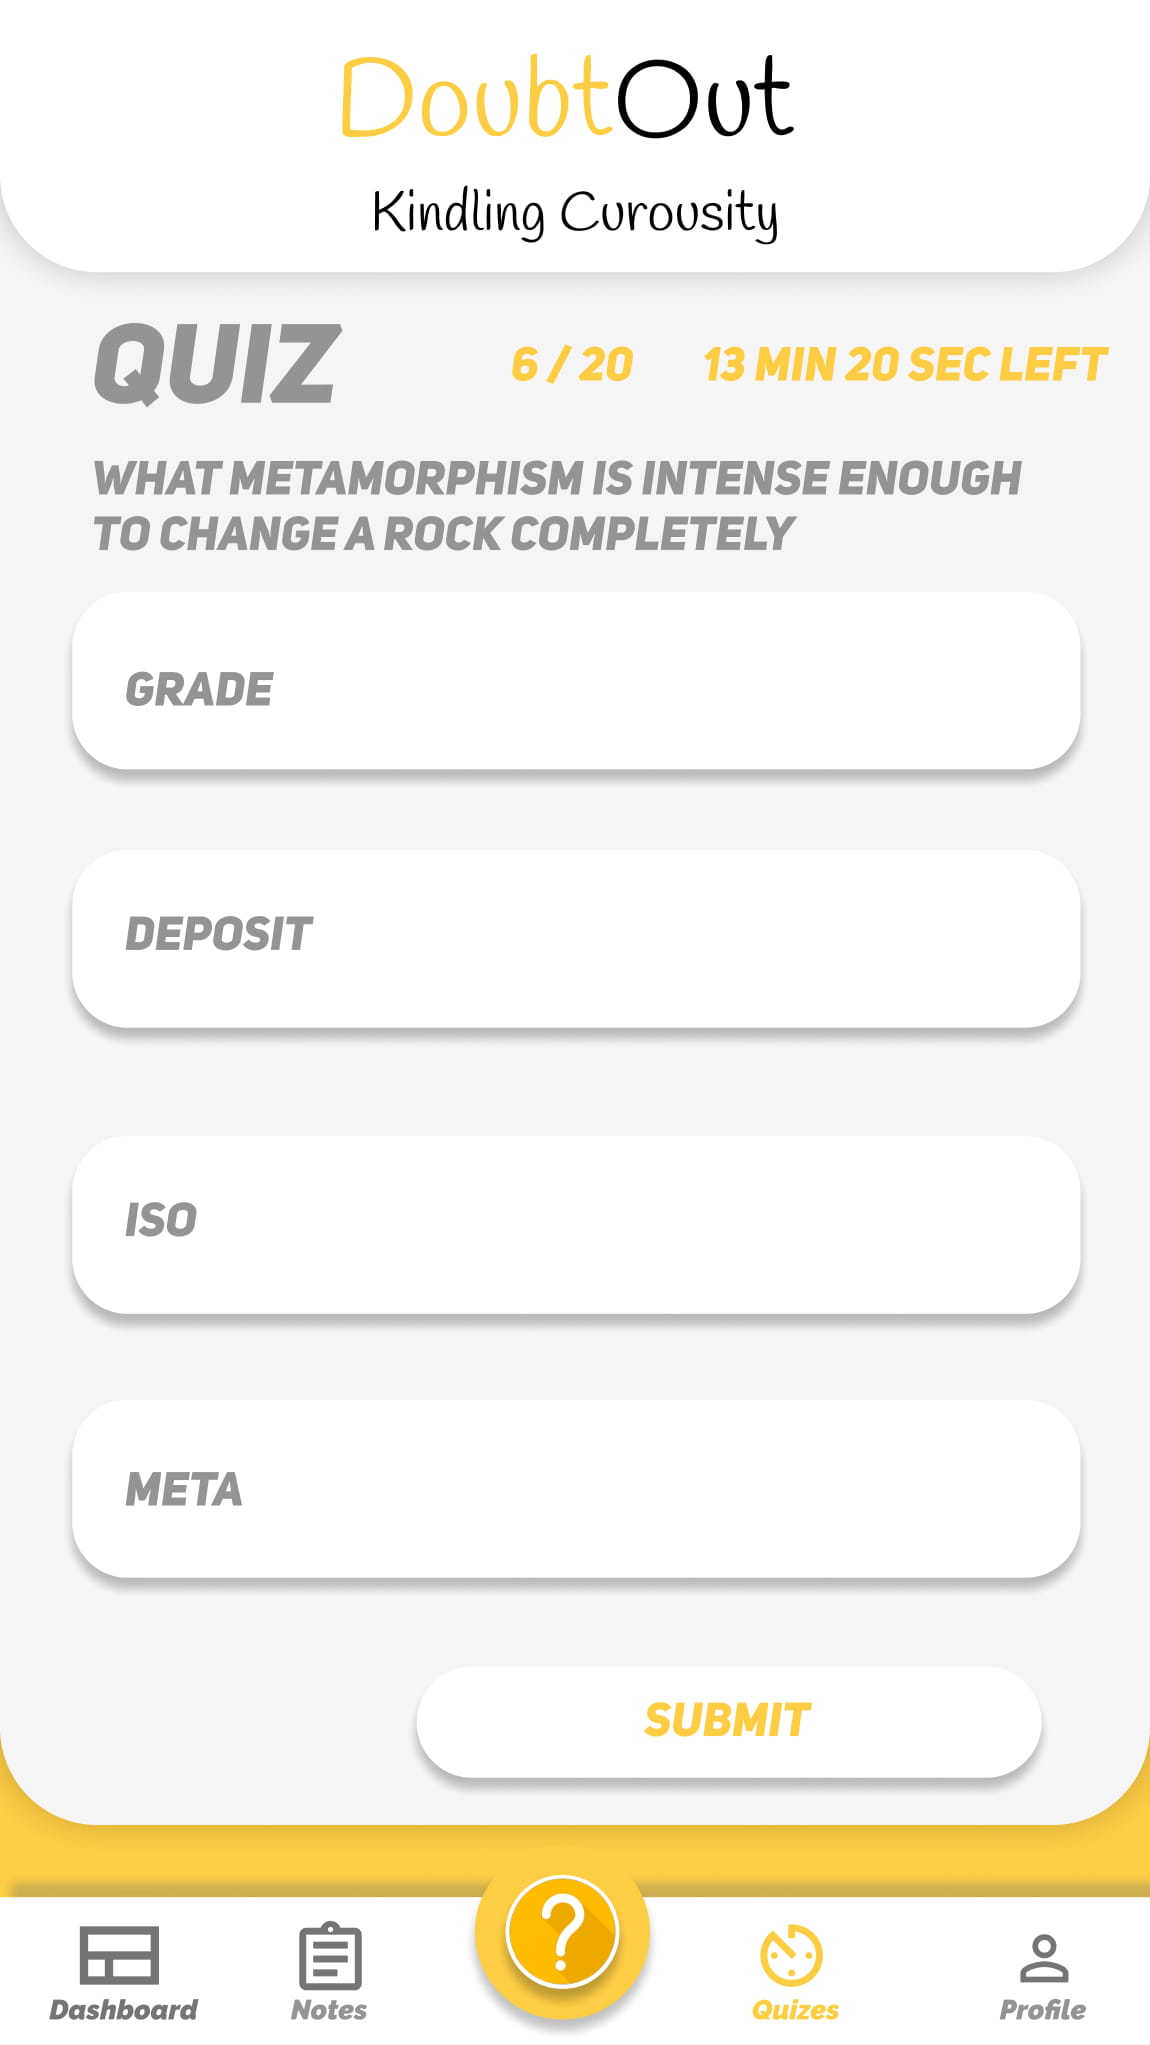 DoubtOut
Kindling Curousity
QUIZ
6 / 20
13 MIN 20 SEC LEFT
WHAT METAMORPHISM IS INTENSE ENOUGH
TO CHANGE A ROCK COMPLETELY
GRADE
DEPOSIT
ISO
META
SUBMIT
?
Dashboard
Notes
Quizes
Profile